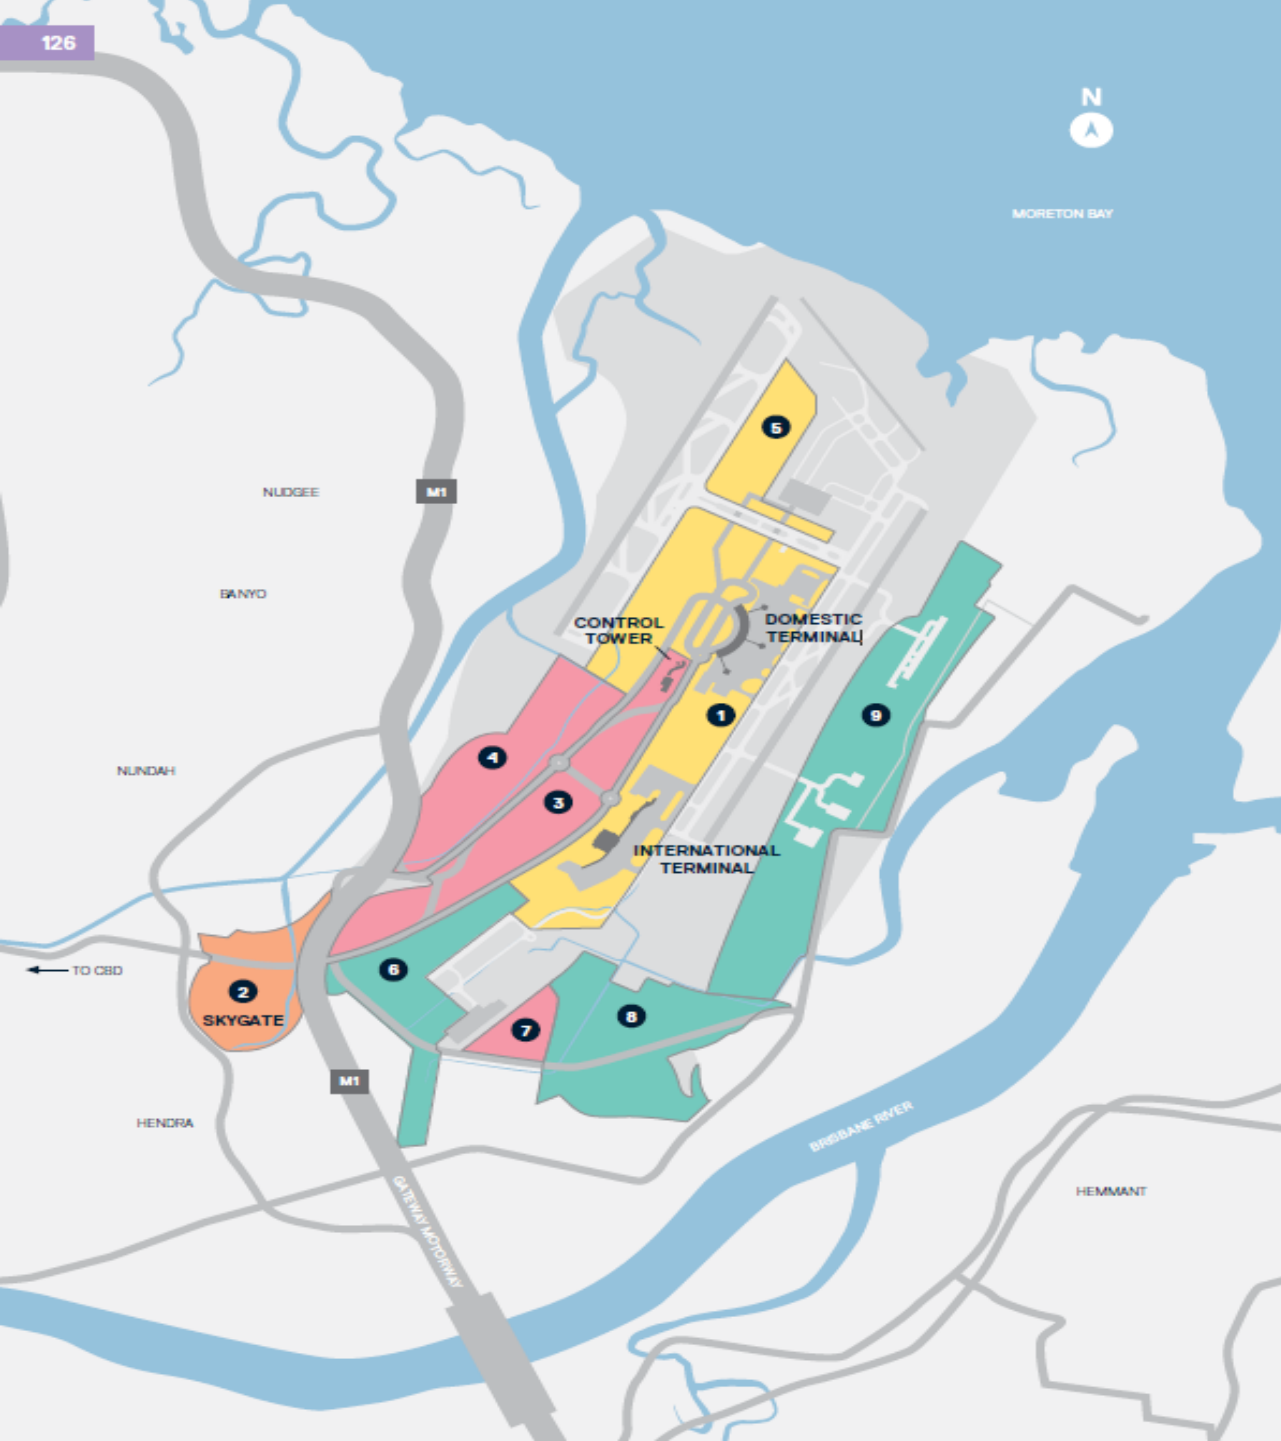 126
N
MORETON BAY
5
NUDGEE
M1
BANYO
CONTROL
TOWER
DOMESTIC
TERMINAL
1
9
4
NUNDAH
3
INTERNATIONAL
TERMINAL
6
TO CBD
2
SKYGATE
8
7
M1
HENDRA
BRISBANE RIVER
HEMMANT
GATEWAY MOTORWAY